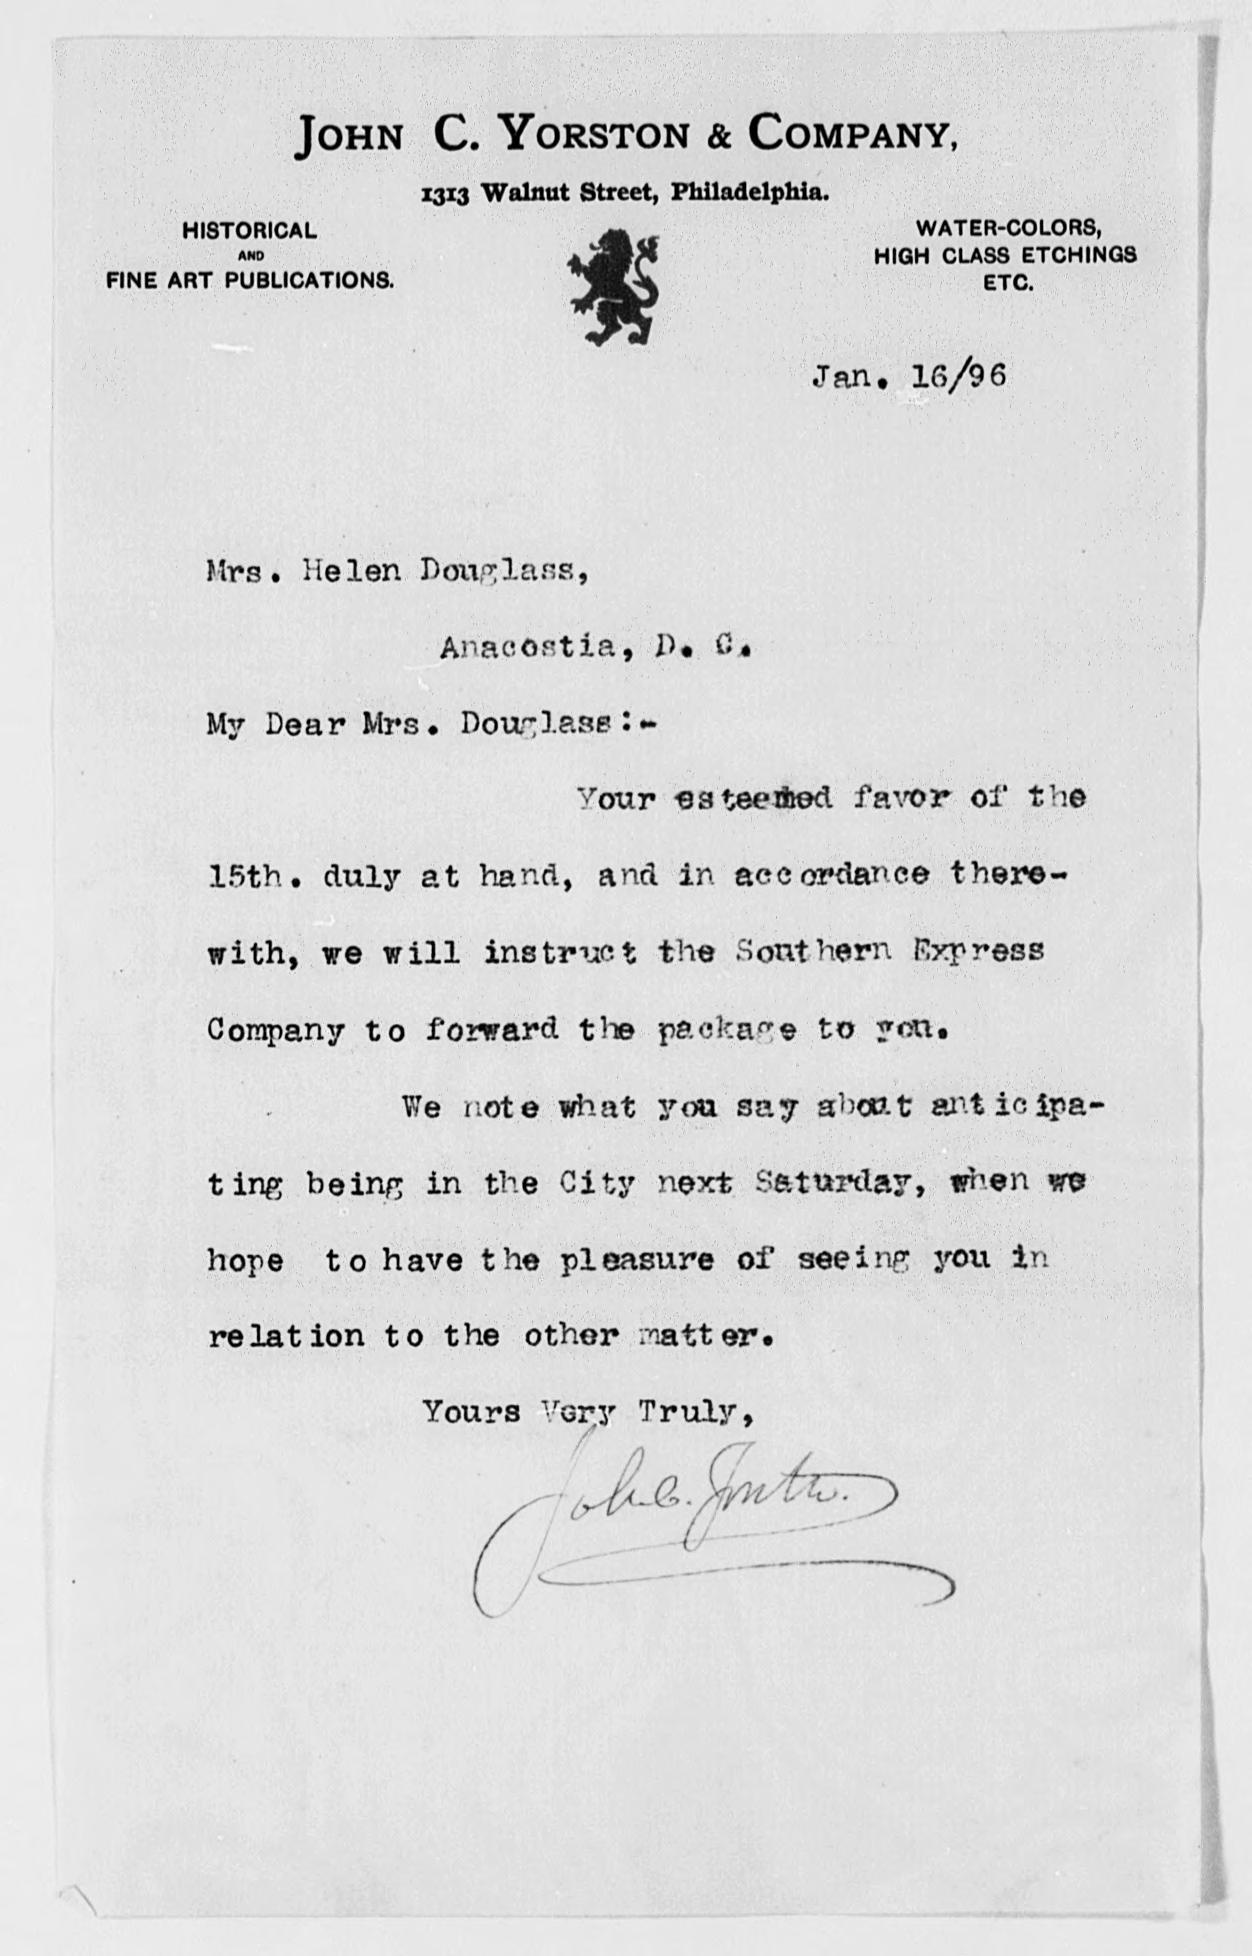 JOHN C. YORSTON & COMPANY,
1313 Walnut Street, Philadelphia.
HISTORICAL
AND
FINE ART PUBLICATIONS.
WATER-COLORS,
HIGH CLASS ETCHINGS
ETC.
Jan. 16/96
Mrs. Helen Douglass,
Anacostia, D. C.
My Dear Mrs. Douglass:-
Your esteemed favor of the
15th. duly at hand, and in accordance there-
with, we will instruct the Southern Express
Company to forward the package to you.
We note what you say about anticipa-
ting being in the City next Saturday, when we
hope to have the pleasure of seeing you in
relation to the other matter.
Yours Very Truly,
John C. Yorston.